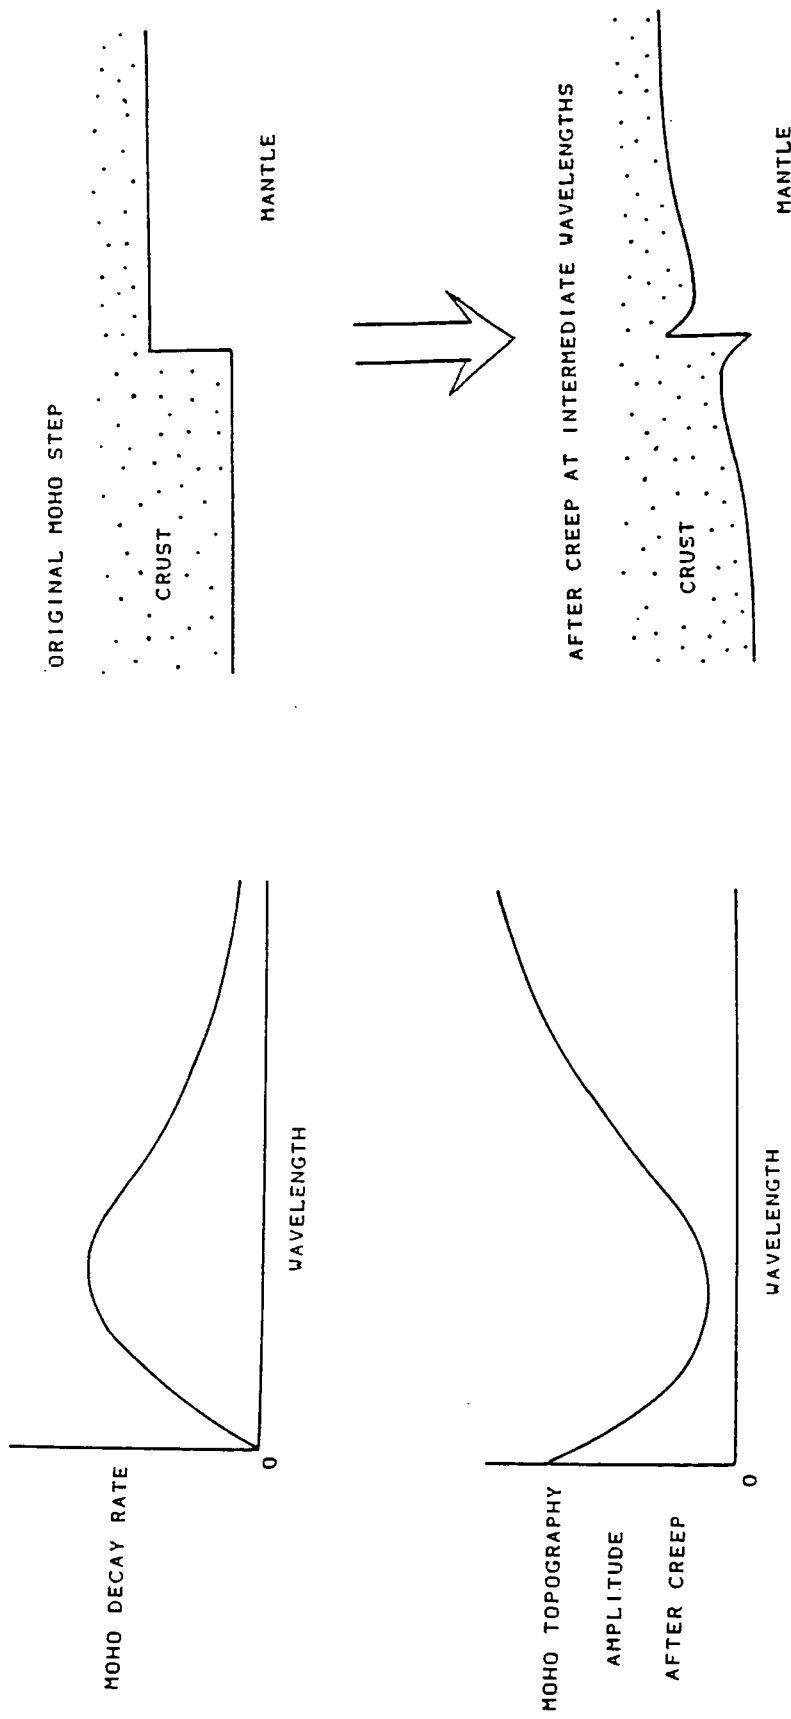 MOHO DECAY RATE
0
WAVELENGTH
ORIGINAL MOHO STEP
CRUST
MANTLE
MOHO TOPOGRAPHY
AMPLITUDE
AFTER CREEP
0
WAVELENGTH
AFTER CREEP AT INTERMEDIATE WAVELENGTHS
CRUST
MANTLE